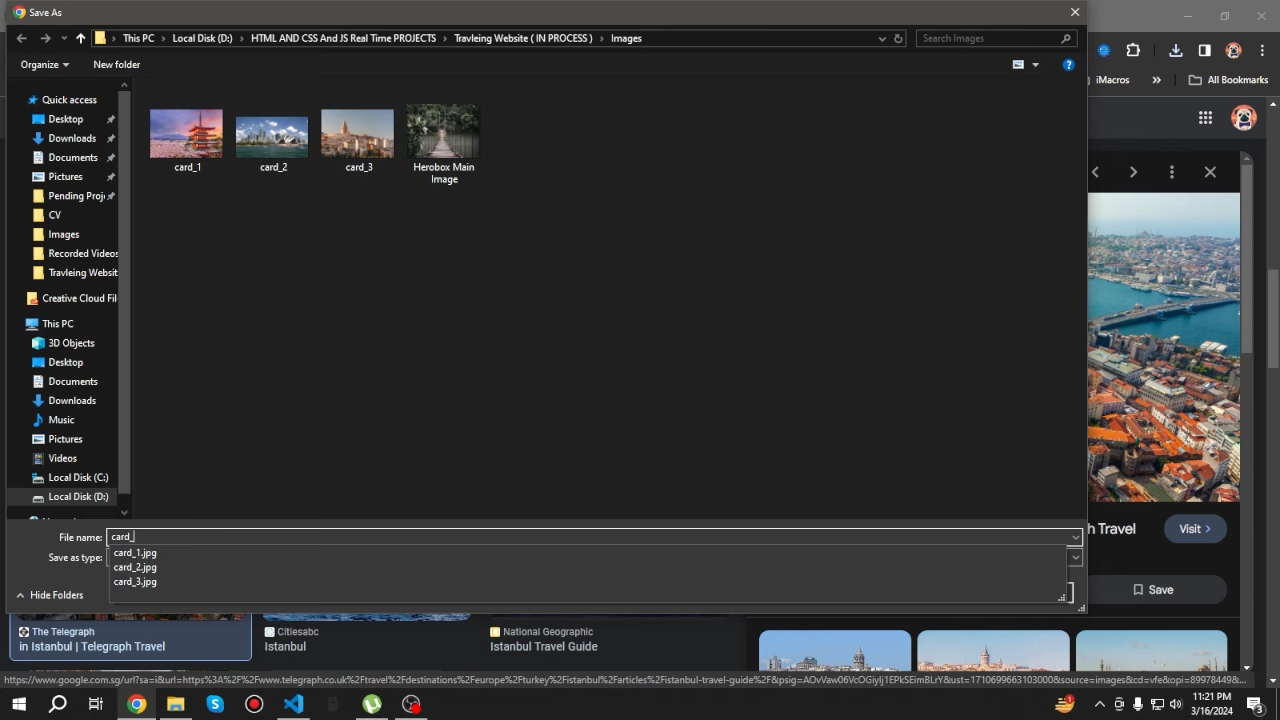 Save As
This PC
Local Disk (D:)
HTML AND CSS And JS Real Time PROJECTS
Travleing Website ( IN PROCESS )
Images
Search Images
Organize
New folder
iMacros
»
All Bookmarks
Quick access
Desktop
Downloads
Documents
Pictures
Pending Proj
CV
Images
Recorded Videos
Travleing Websit
Creative Cloud Fil
This PC
3D Objects
Desktop
Documents
Downloads
Music
Pictures
Videos
Local Disk (C:)
Local Disk (D:)
card_1
card_2
card_3
Herobox Main
Image
File name:
card_
Save as type:
card_1.jpg
card_2.jpg
card_3.jpg
Hide Folders
h Travel
Visit
Save
The Telegraph
in Istanbul | Telegraph Travel
Citiesabc
Istanbul
National Geographic
Istanbul Travel Guide
11:21 PM
3/16/2024
3